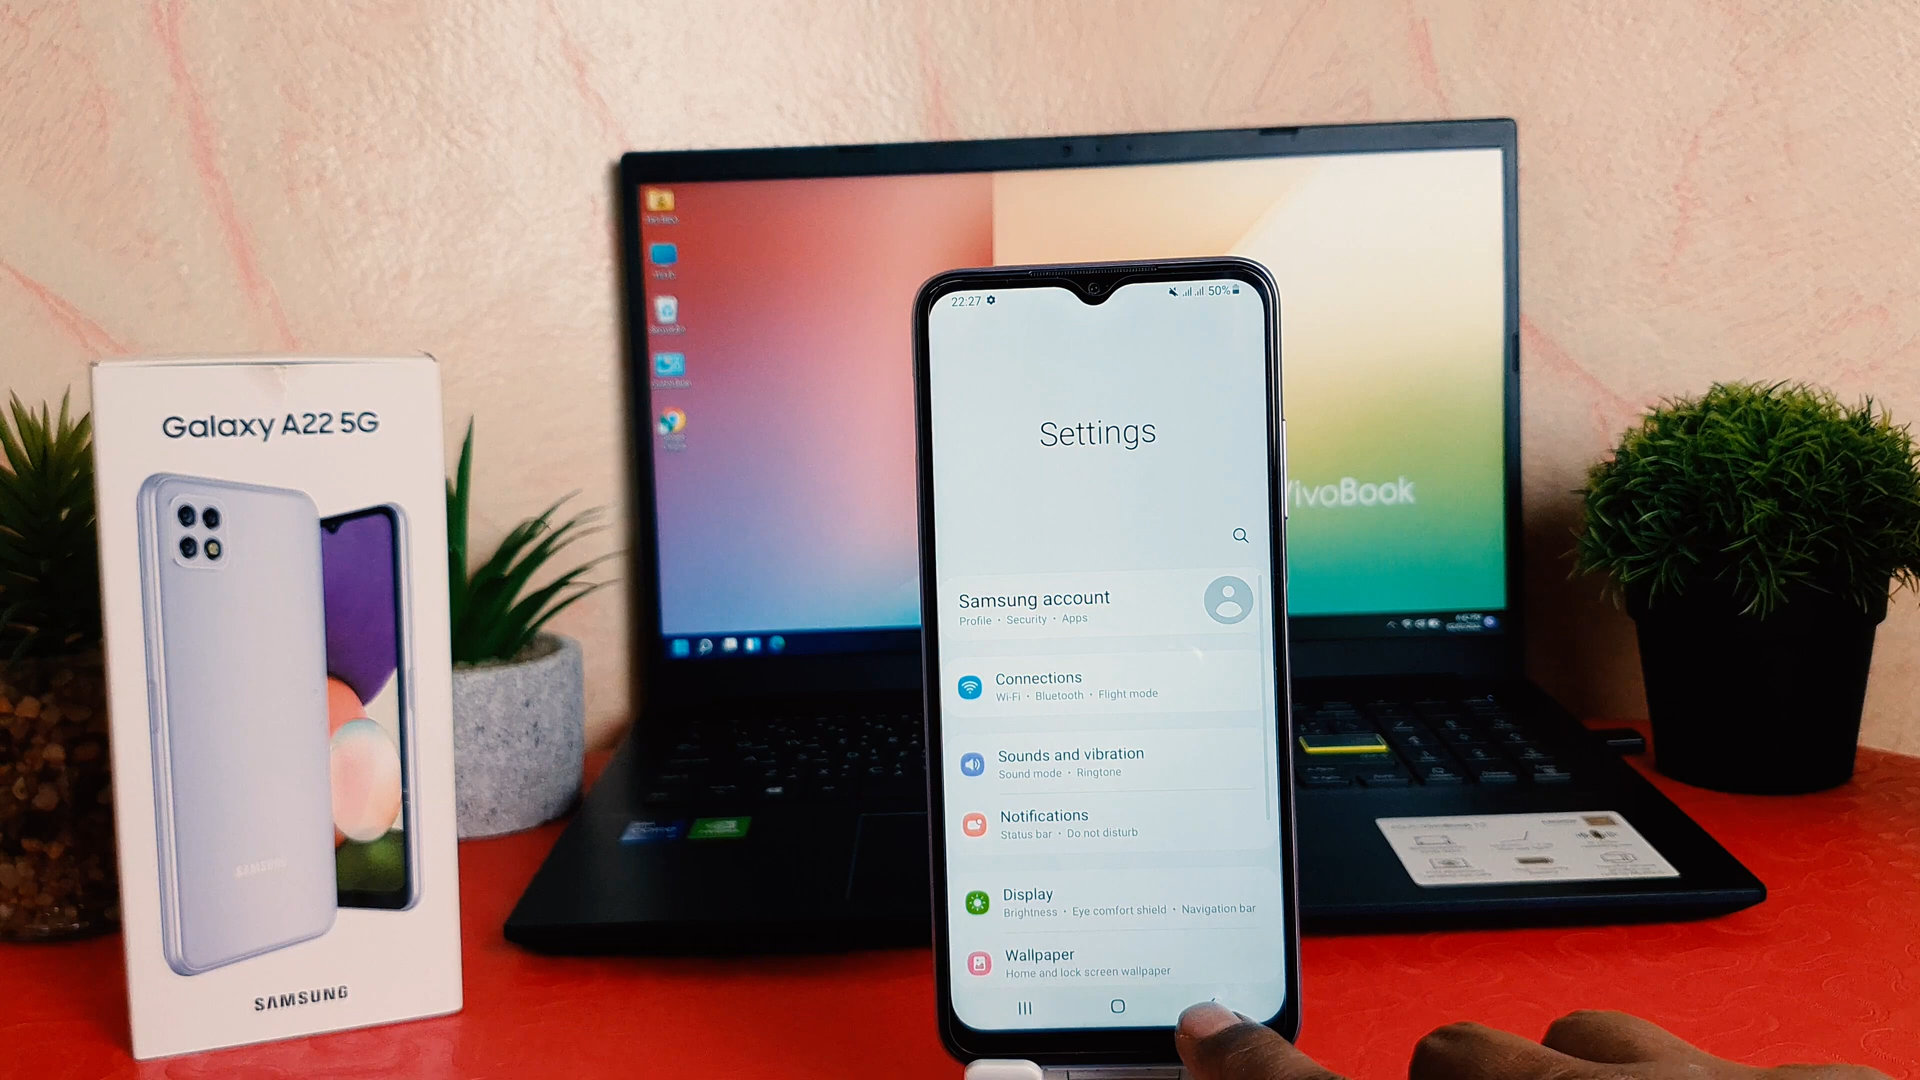 Galaxy A22 5G
SAMSUNG
SAMSUNG
VivoBook
22:27
50%
Settings
Samsung account
Profile • Security • Apps
Connections
Wi-Fi • Bluetooth • Flight mode
Sounds and vibration
Sound mode • Ringtone
Notifications
Status bar • Do not disturb
Display
Brightness • Eye comfort shield • Navigation bar
Wallpaper
Home and lock screen wallpaper